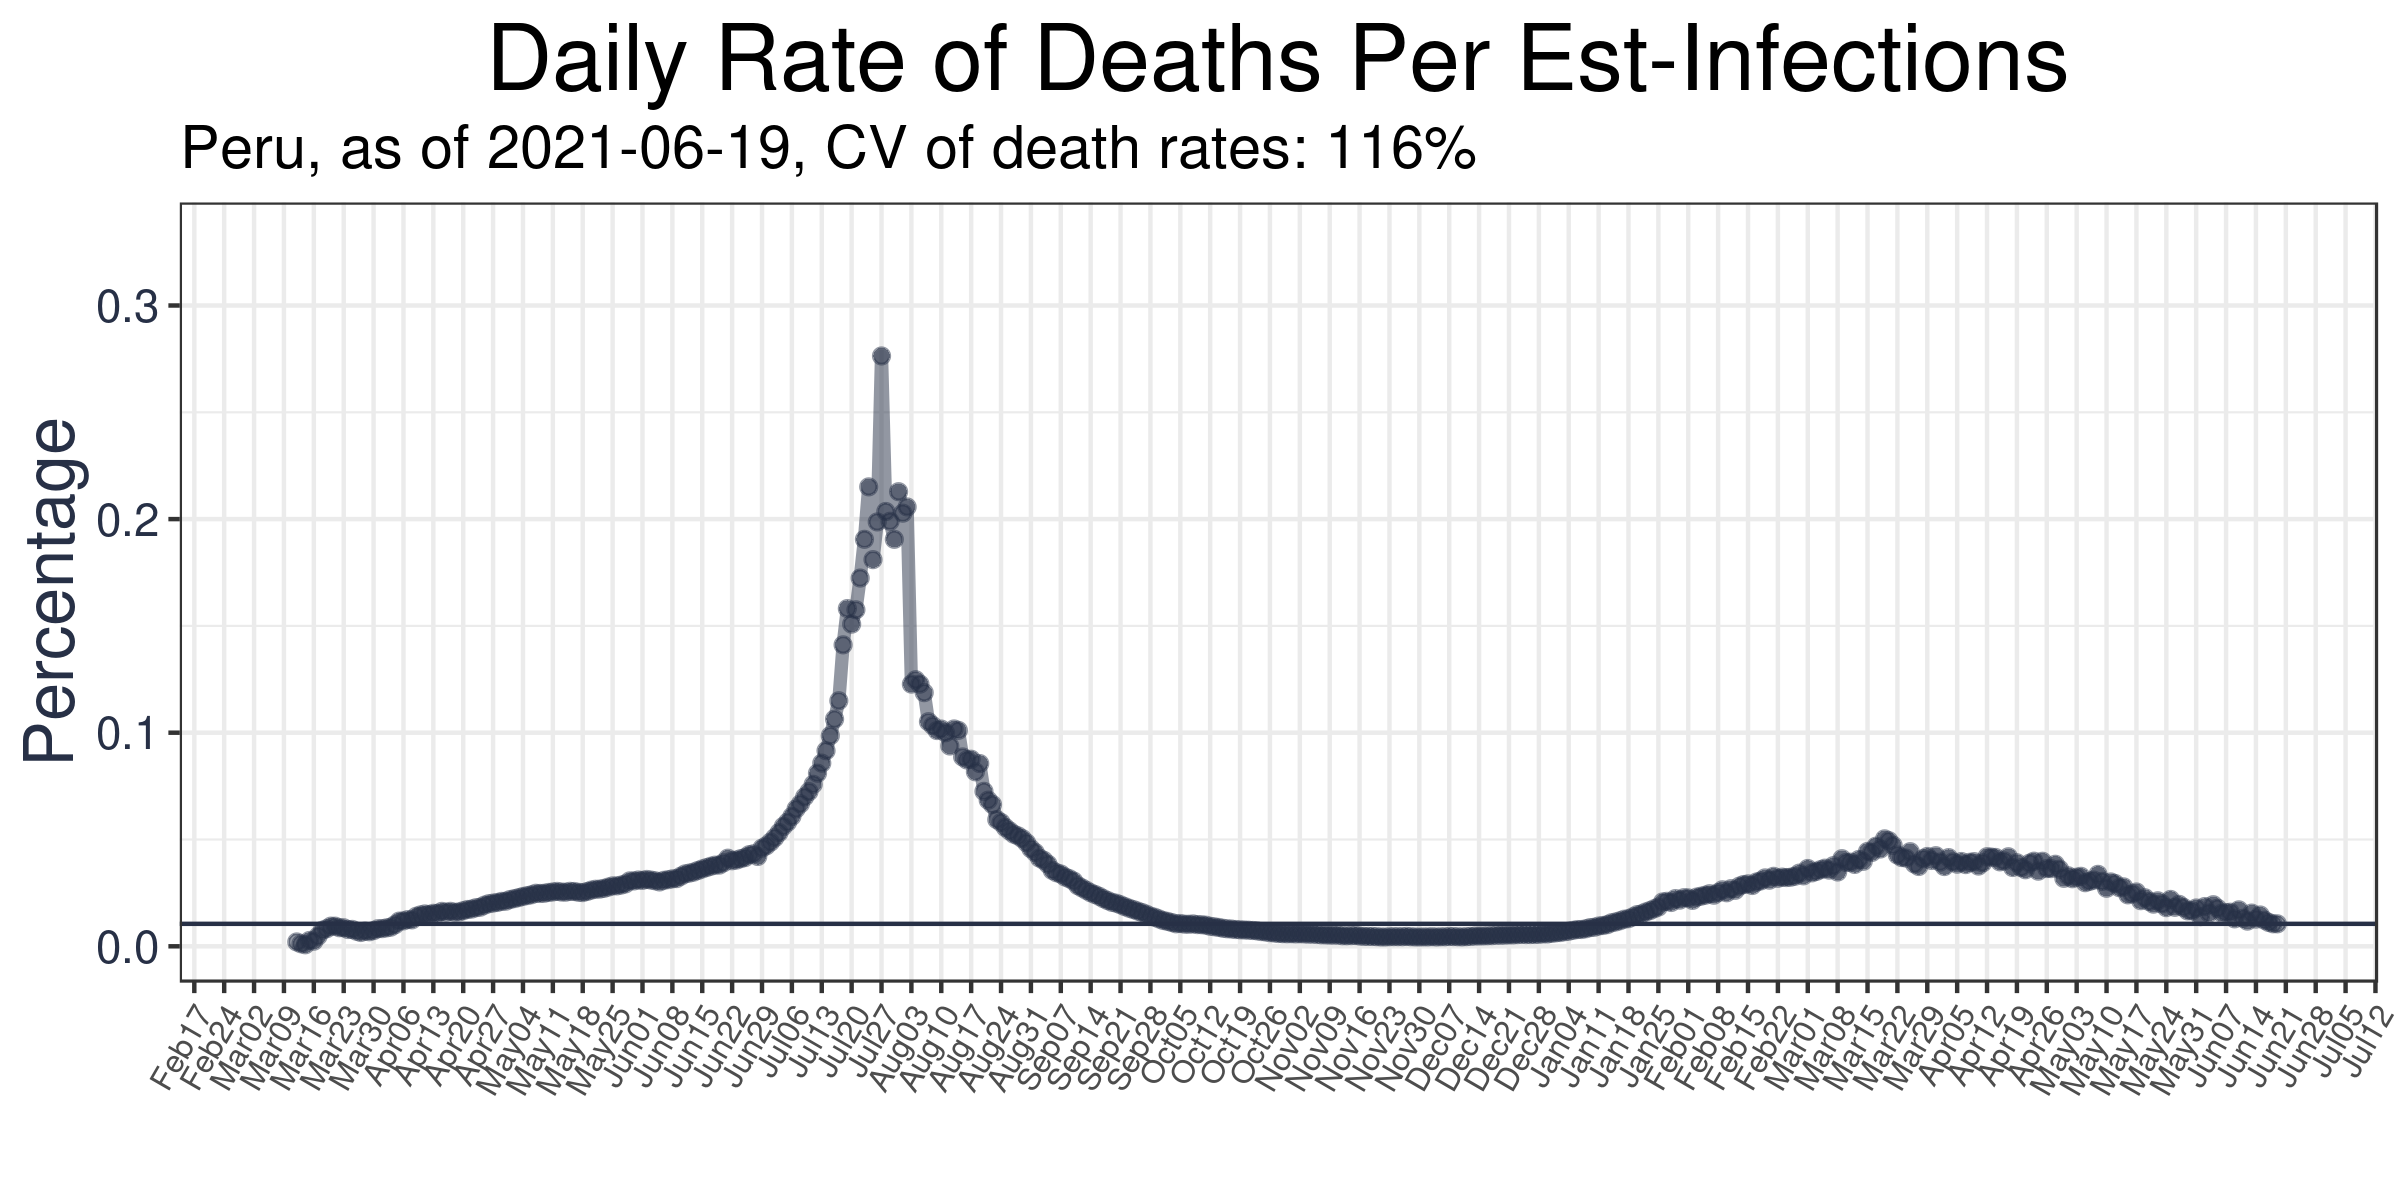 Daily Rate of Deaths Per Est-Infections
Peru, as of 2021-06-19, CV of death rates: 116%
Percentage
0.3
0.2
0.1
0.0
Feb17
Feb24
Mar02
Mar09
Mar16
Mar23
Mar30
Apr06
Apr13
Apr20
Apr27
May04
May11
May18
May25
Jun01
Jun08
Jun15
Jun22
Jun29
Jul06
Jul13
Jul20
Jul27
Aug03
Aug10
Aug17
Aug24
Aug31
Sep07
Sep14
Sep21
Sep28
Oct05
Oct12
Oct19
Oct26
Nov02
Nov09
Nov16
Nov23
Nov30
Dec07
Dec14
Dec21
Dec28
Jan04
Jan11
Jan18
Jan25
Feb01
Feb08
Feb15
Feb22
Mar01
Mar08
Mar15
Mar22
Mar29
Apr05
Apr12
Apr19
Apr26
May03
May10
May17
May24
May31
Jun07
Jun14
Jun21
Jun28
Jul05
Jul12